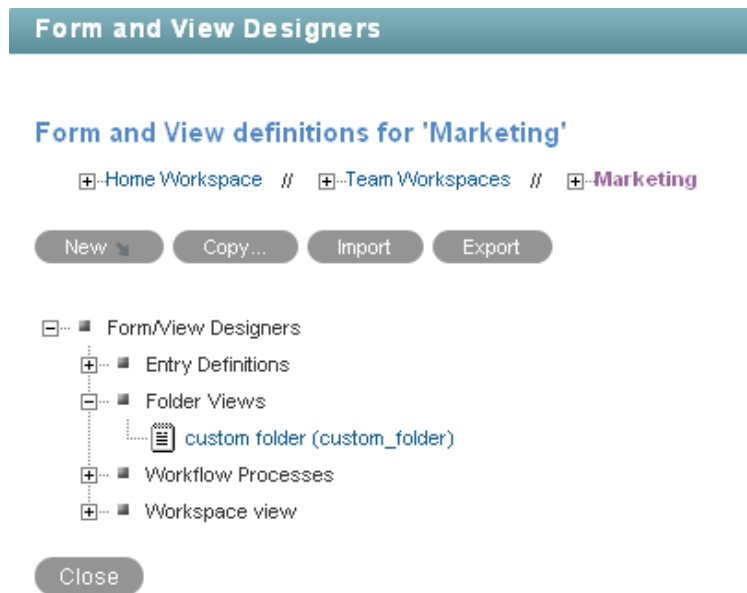 Form and View Designers
Form and View definitions for 'Marketing'
Home Workspace // Team Workspaces // Marketing
New Copy... Import Export
Form/View Designers
Entry Definitions
Folder Views
custom folder (custom_folder)
Workflow Processes
Workspace view
Close